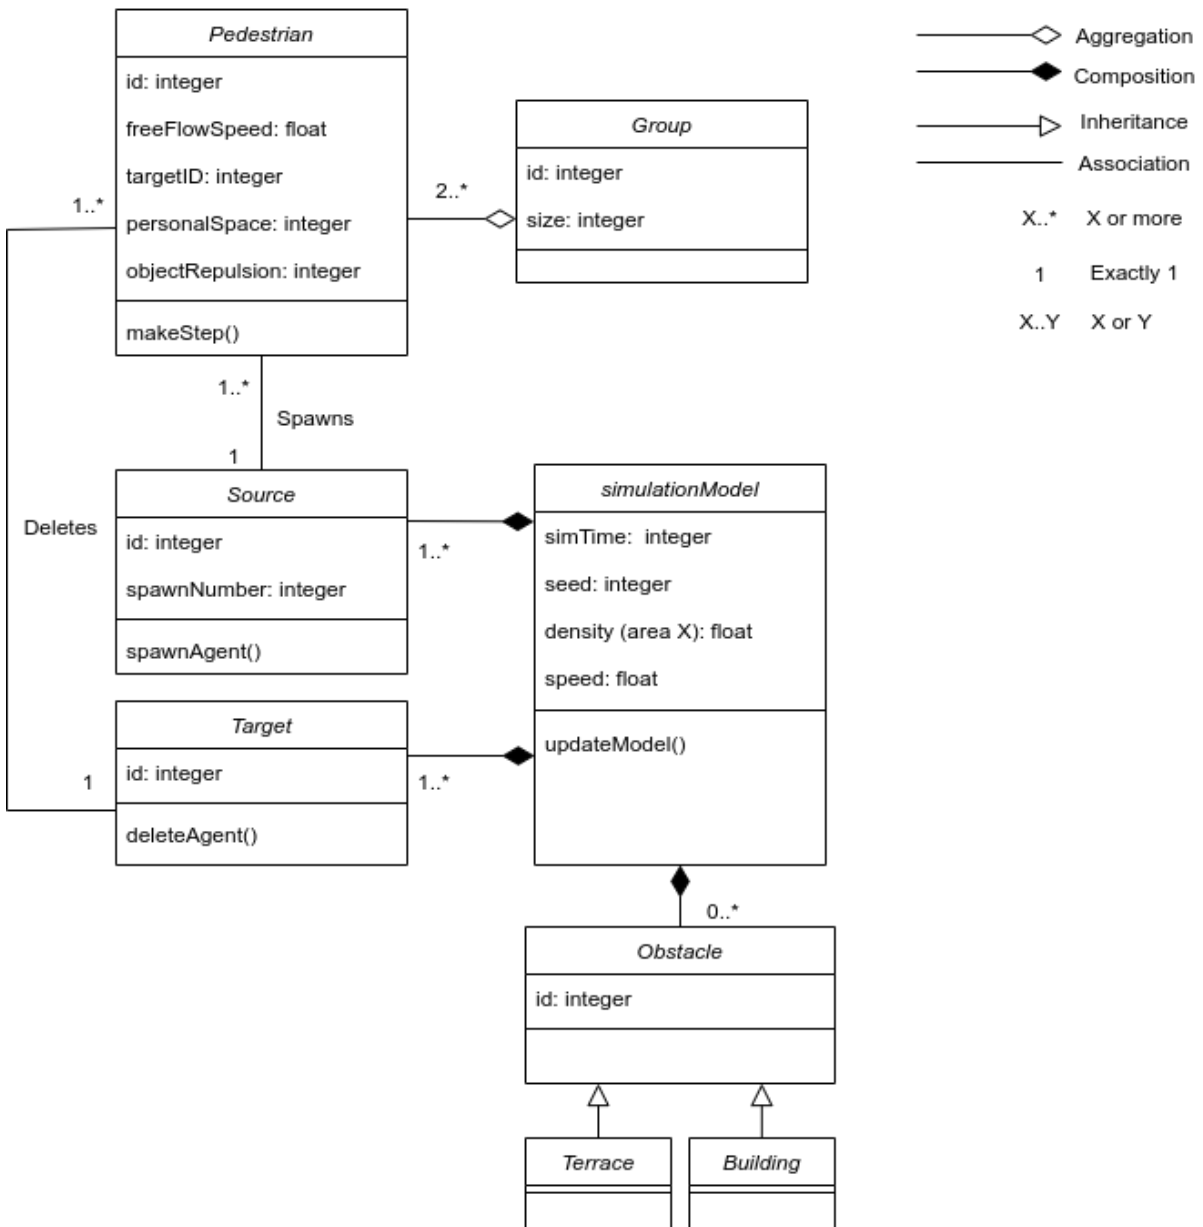 Pedestrian
id: integer
freeFlowSpeed: float
targetID: integer
personalSpace: integer
objectRepulsion: integer
makeStep()
Group
id: integer
size: integer
2..*
1..*
1..*
Spawns
1
Deletes
1
Source
id: integer
spawnNumber: integer
spawnAgent()
1..*
Target
id: integer
deleteAgent()
1..*
simulationModel
simTime: integer
seed: integer
density (area X): float
speed: float
updateModel()
0..*
Obstacle
id: integer
Terrace
Building
Aggregation
Composition
Inheritance
Association
X..* X or more
1 Exactly 1
X..Y X or Y